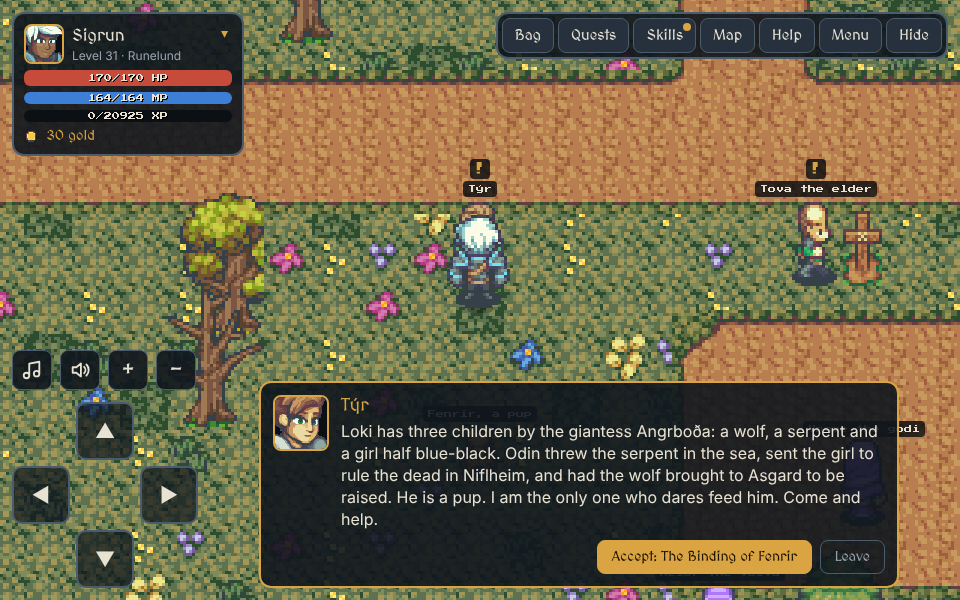 Sigrun
Level 31 · Runelund
170/170 HP
164/164 MP
0/20925 XP
30 gold
Bag
Quests
Skills
Map
Help
Menu
Hide
!
Týr
!
Tova the elder
Fenrir, a pup
Týr
Loki has three children by the giantess Angrboða: a wolf, a serpent and
a girl half blue-black. Odin threw the serpent in the sea, sent the girl to
rule the dead in Niflheim, and had the wolf brought to Asgard to be
raised. He is a pup. I am the only one who dares feed him. Come and
help.
Accept: The Binding of Fenrir
Leave